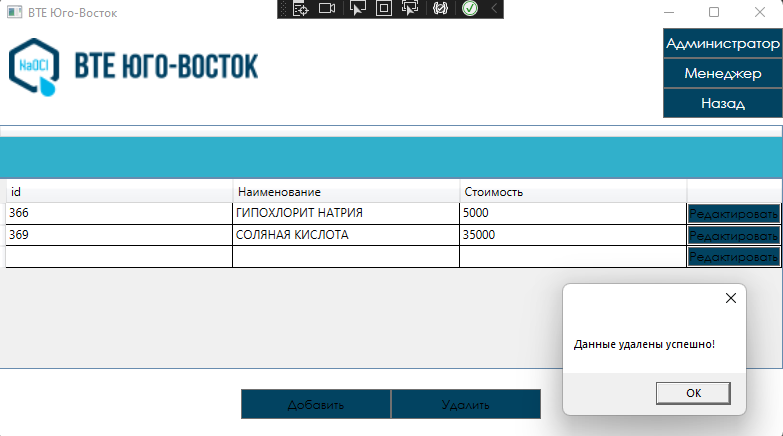 ВТЕ Юго-Восток
Администратор
NaOCl
ВТЕ ЮГО-ВОСТОК
Менеджер
Назад
id Наименование Стоимость
366 ГИПОХЛОРИТ НАТРИЯ 5000 Редактировать
369 СОЛЯНАЯ КИСЛОТА 35000 Редактировать
Редактировать
Данные удалены успешно!
OK
Добавить Удалить